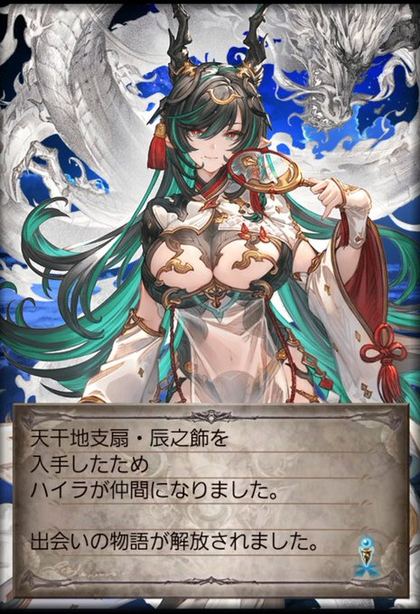 天干地支扇・辰之飾を
入手したため
ハイラが仲間になりました。
出会いの物語が解放されました。